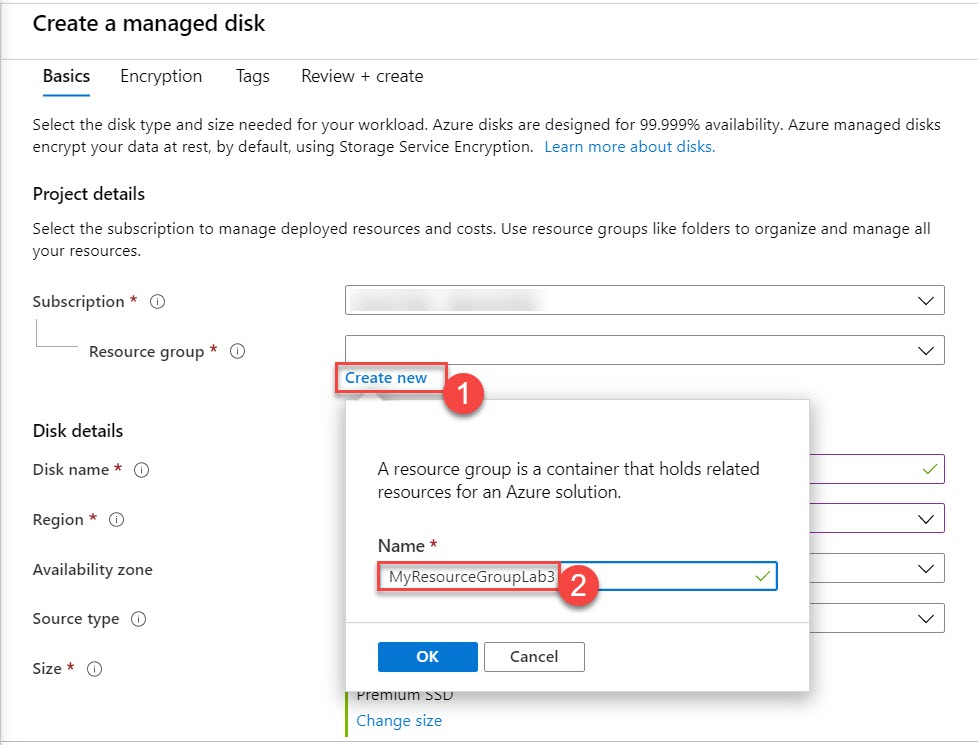 Create a managed disk
Basics Encryption Tags Review + create
Select the disk type and size needed for your workload. Azure disks are designed for 99.999% availability. Azure managed disks
encrypt your data at rest, by default, using Storage Service Encryption. Learn more about disks.
Project details
Select the subscription to manage deployed resources and costs. Use resource groups like folders to organize and manage all
your resources.
Subscription *
Resource group *
Create new
1
Disk details
A resource group is a container that holds related
resources for an Azure solution.
Disk name *
Region *
Name *
Availability zone
MyResourceGroupLab3
2
Source type
OK Cancel
Size *
Premium SSD
Change size